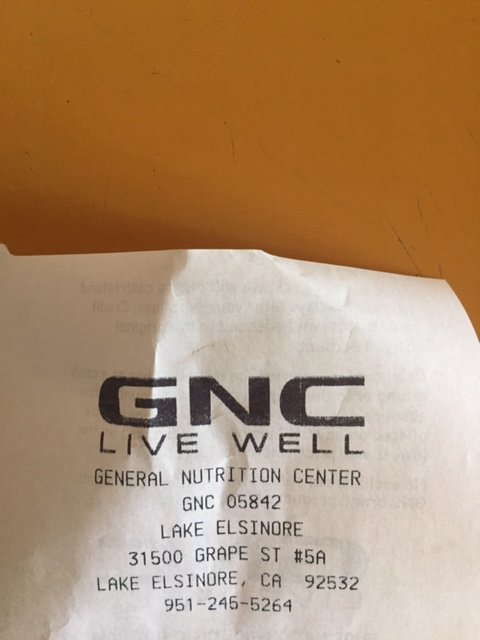 GNC
LIVE WELL
GENERAL NUTRITION CENTER
GNC 05842
LAKE ELSINORE
31500 GRAPE ST #5A
LAKE ELSINORE, CA 92532
951-245-5264